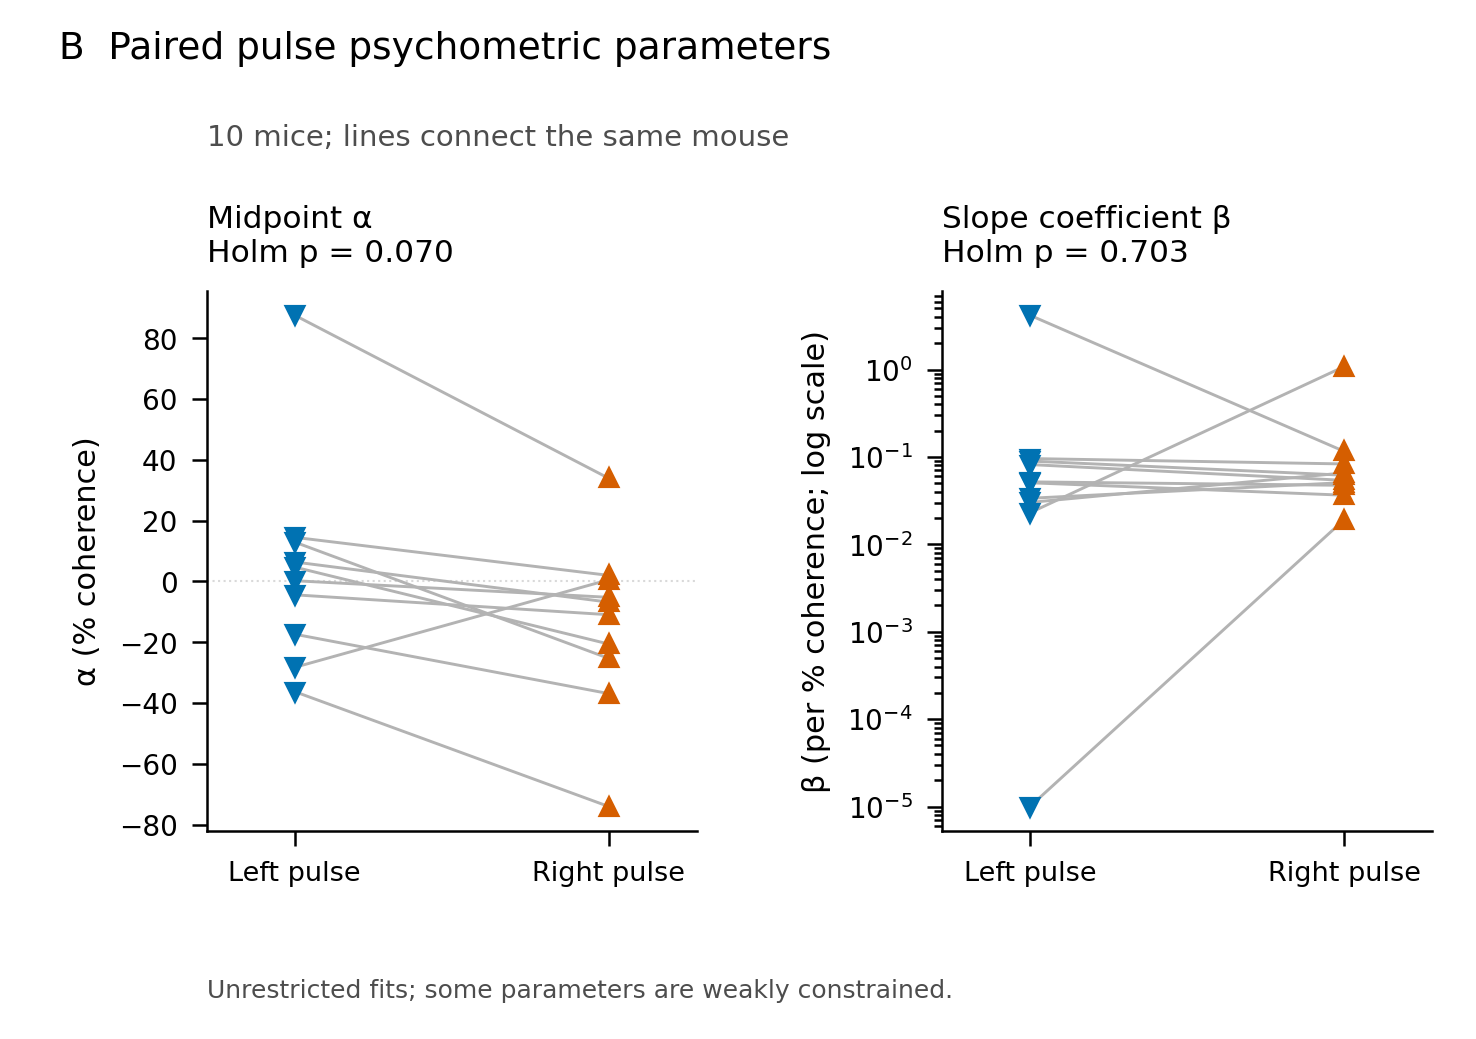 B Paired pulse psychometric parameters
10 mice; lines connect the same mouse
Midpoint α
Holm p = 0.070
α (% coherence)
80
60
40
20
0
−20
−40
−60
−80
Left pulse
Right pulse
Slope coefficient β
Holm p = 0.703
β (per % coherence; log scale)
10⁰
10⁻¹
10⁻²
10⁻³
10⁻⁴
10⁻⁵
Left pulse
Right pulse
Unrestricted fits; some parameters are weakly constrained.